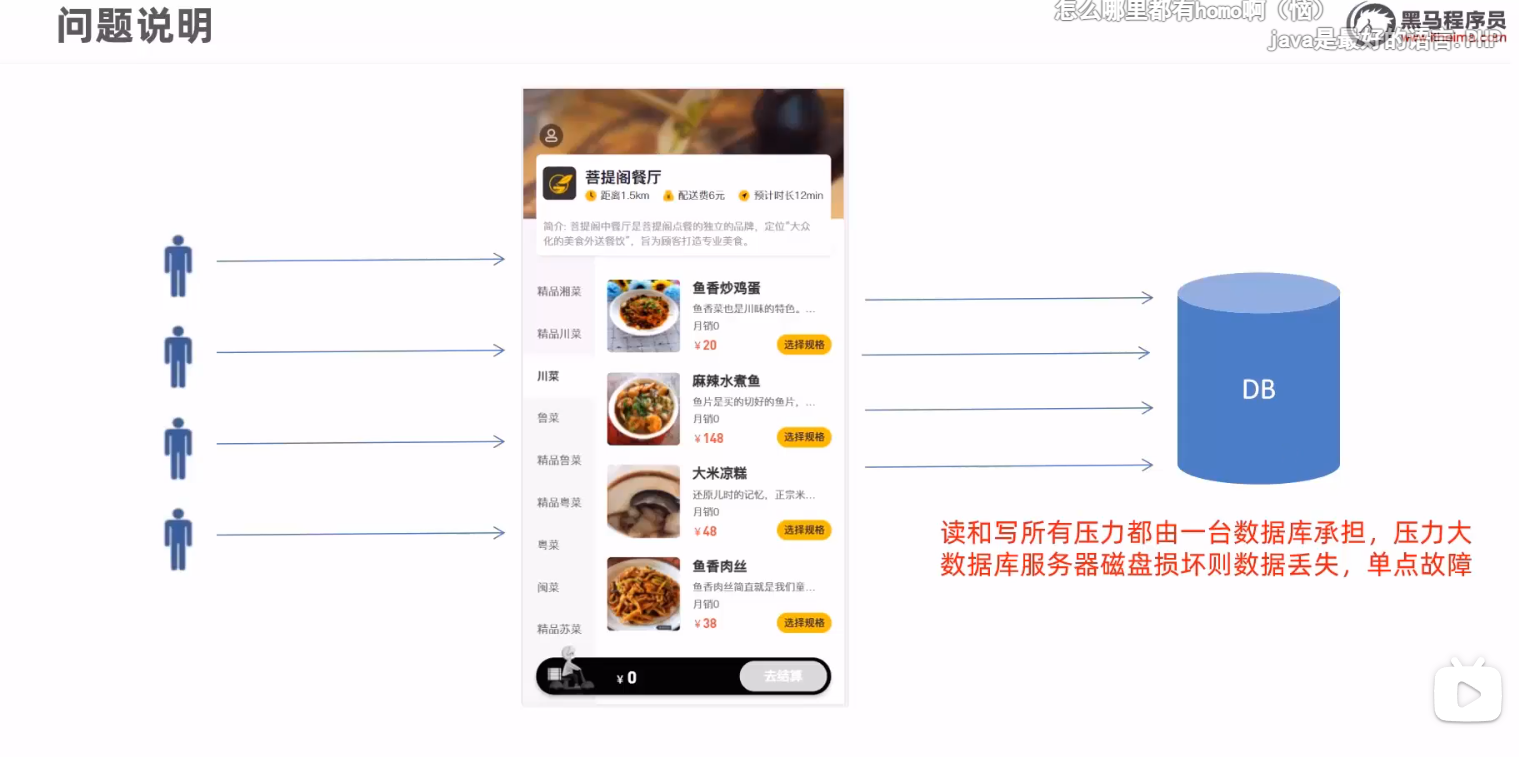 问题说明
怎么哪里都有homo啊（恼）
黑马程序员
java是最好的语言.PHP
菩提阁餐厅
距离1.5km 配送费6元 预计时长12min
简介: 菩提阁中餐厅是菩提阁点餐的独立的品牌，定位“大众
化的美食外送餐饮”，旨为顾客打造专业美食。
精品湘菜
精品川菜
川菜
鲁菜
精品鲁菜
精品粤菜
粤菜
闽菜
精品苏菜
鱼香炒鸡蛋
鱼香菜也是川味的特色。...
月销0
¥20 选择规格
麻辣水煮鱼
鱼片是买的切好的鱼片，...
月销0
¥148 选择规格
大米凉糕
还原儿时的记忆、正宗米...
月销0
¥48 选择规格
鱼香肉丝
鱼香肉丝简直就是我们童...
月销0
¥38 选择规格
¥ 0 去结算
DB
读和写所有压力都由一台数据库承担，压力大
数据库服务器磁盘损坏则数据丢失，单点故障